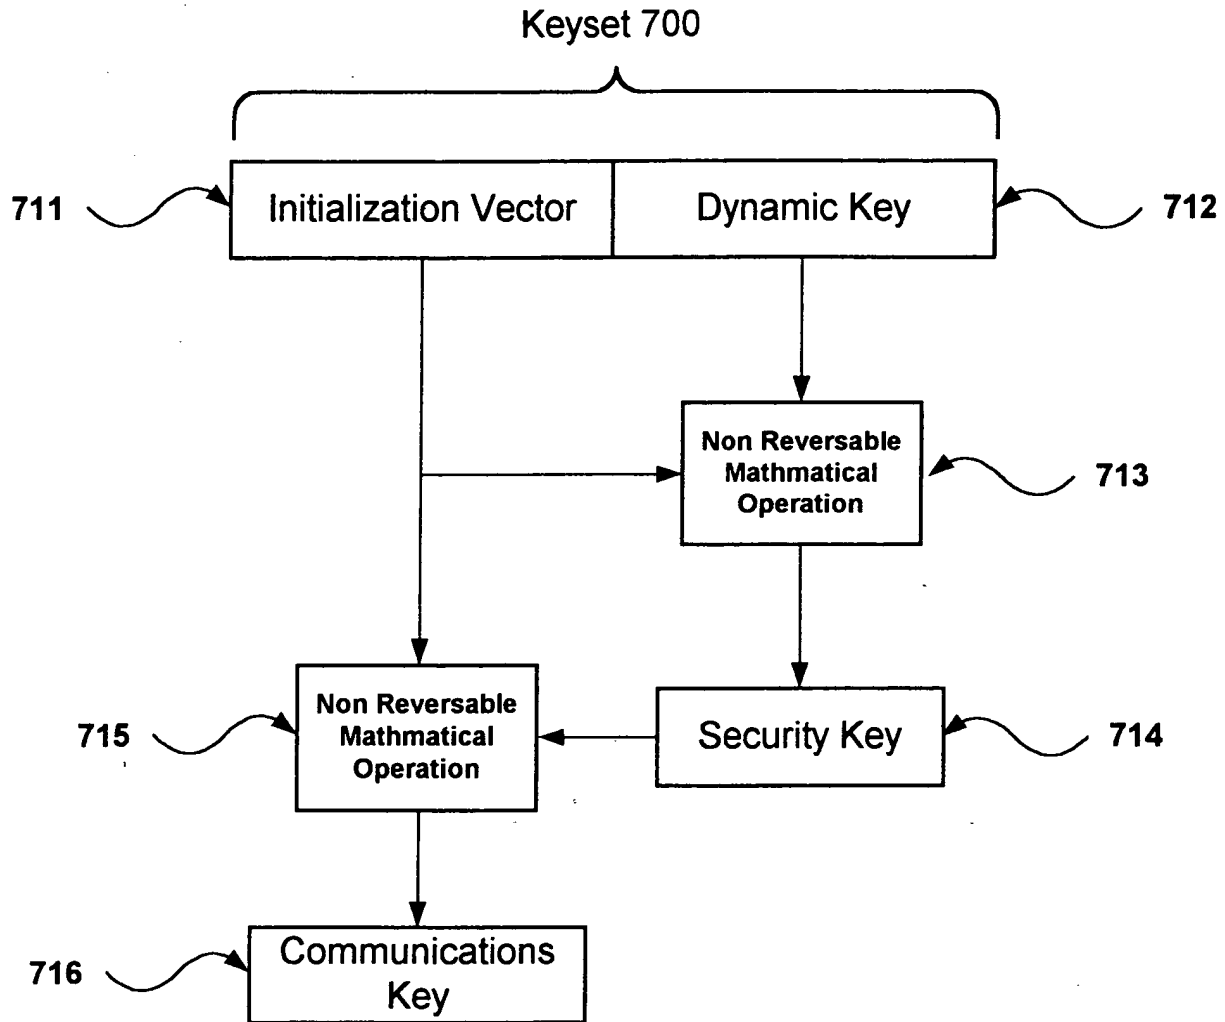 Keyset 700
711
Initialization Vector
Dynamic Key
712
Non Reversable
Mathmatical
Operation
713
Non Reversable
Mathmatical
Operation
715
Security Key
714
Communications
Key
716